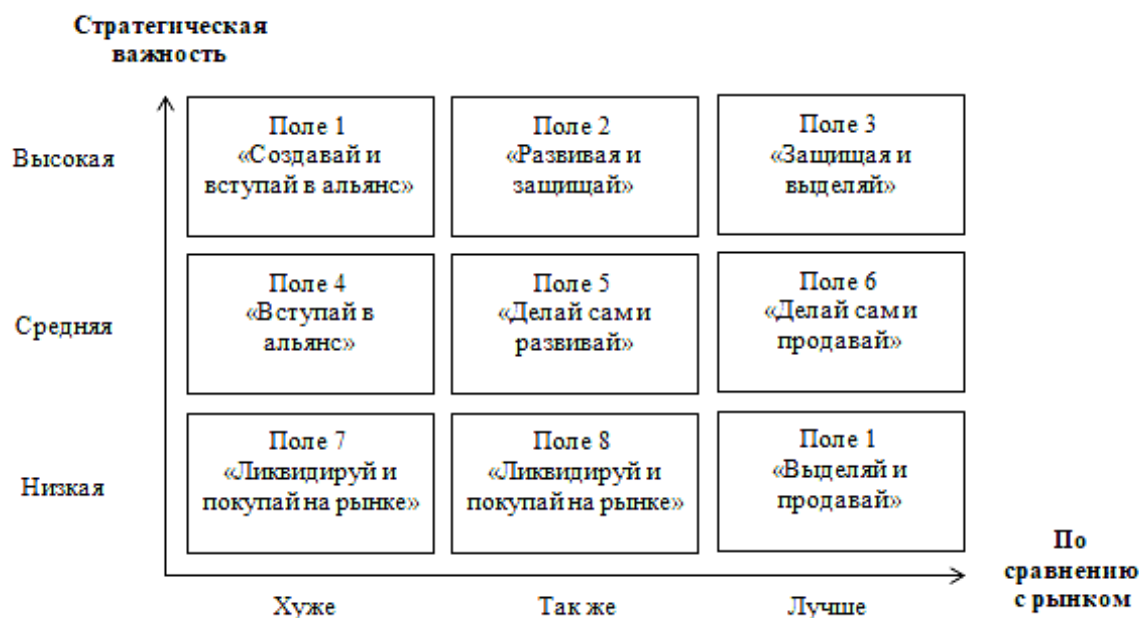 Стратегическая
важность
Высокая
Поле 1
«Создавай и
вступай в альянс»
Поле 2
«Развивая и
защищай»
Поле 3
«Защищая и
выделяй»
Средняя
Поле 4
«Вступай в
альянс»
Поле 5
«Делай сам и
развивай»
Поле 6
«Делай сам и
продавай»
Низкая
Поле 7
«Ликвидируй и
покупай на рынке»
Поле 8
«Ликвидируй и
покупай на рынке»
Поле 1
«Выделяй и
продавай»
Хуже
Так же
Лучше
По
сравнению
с рынком